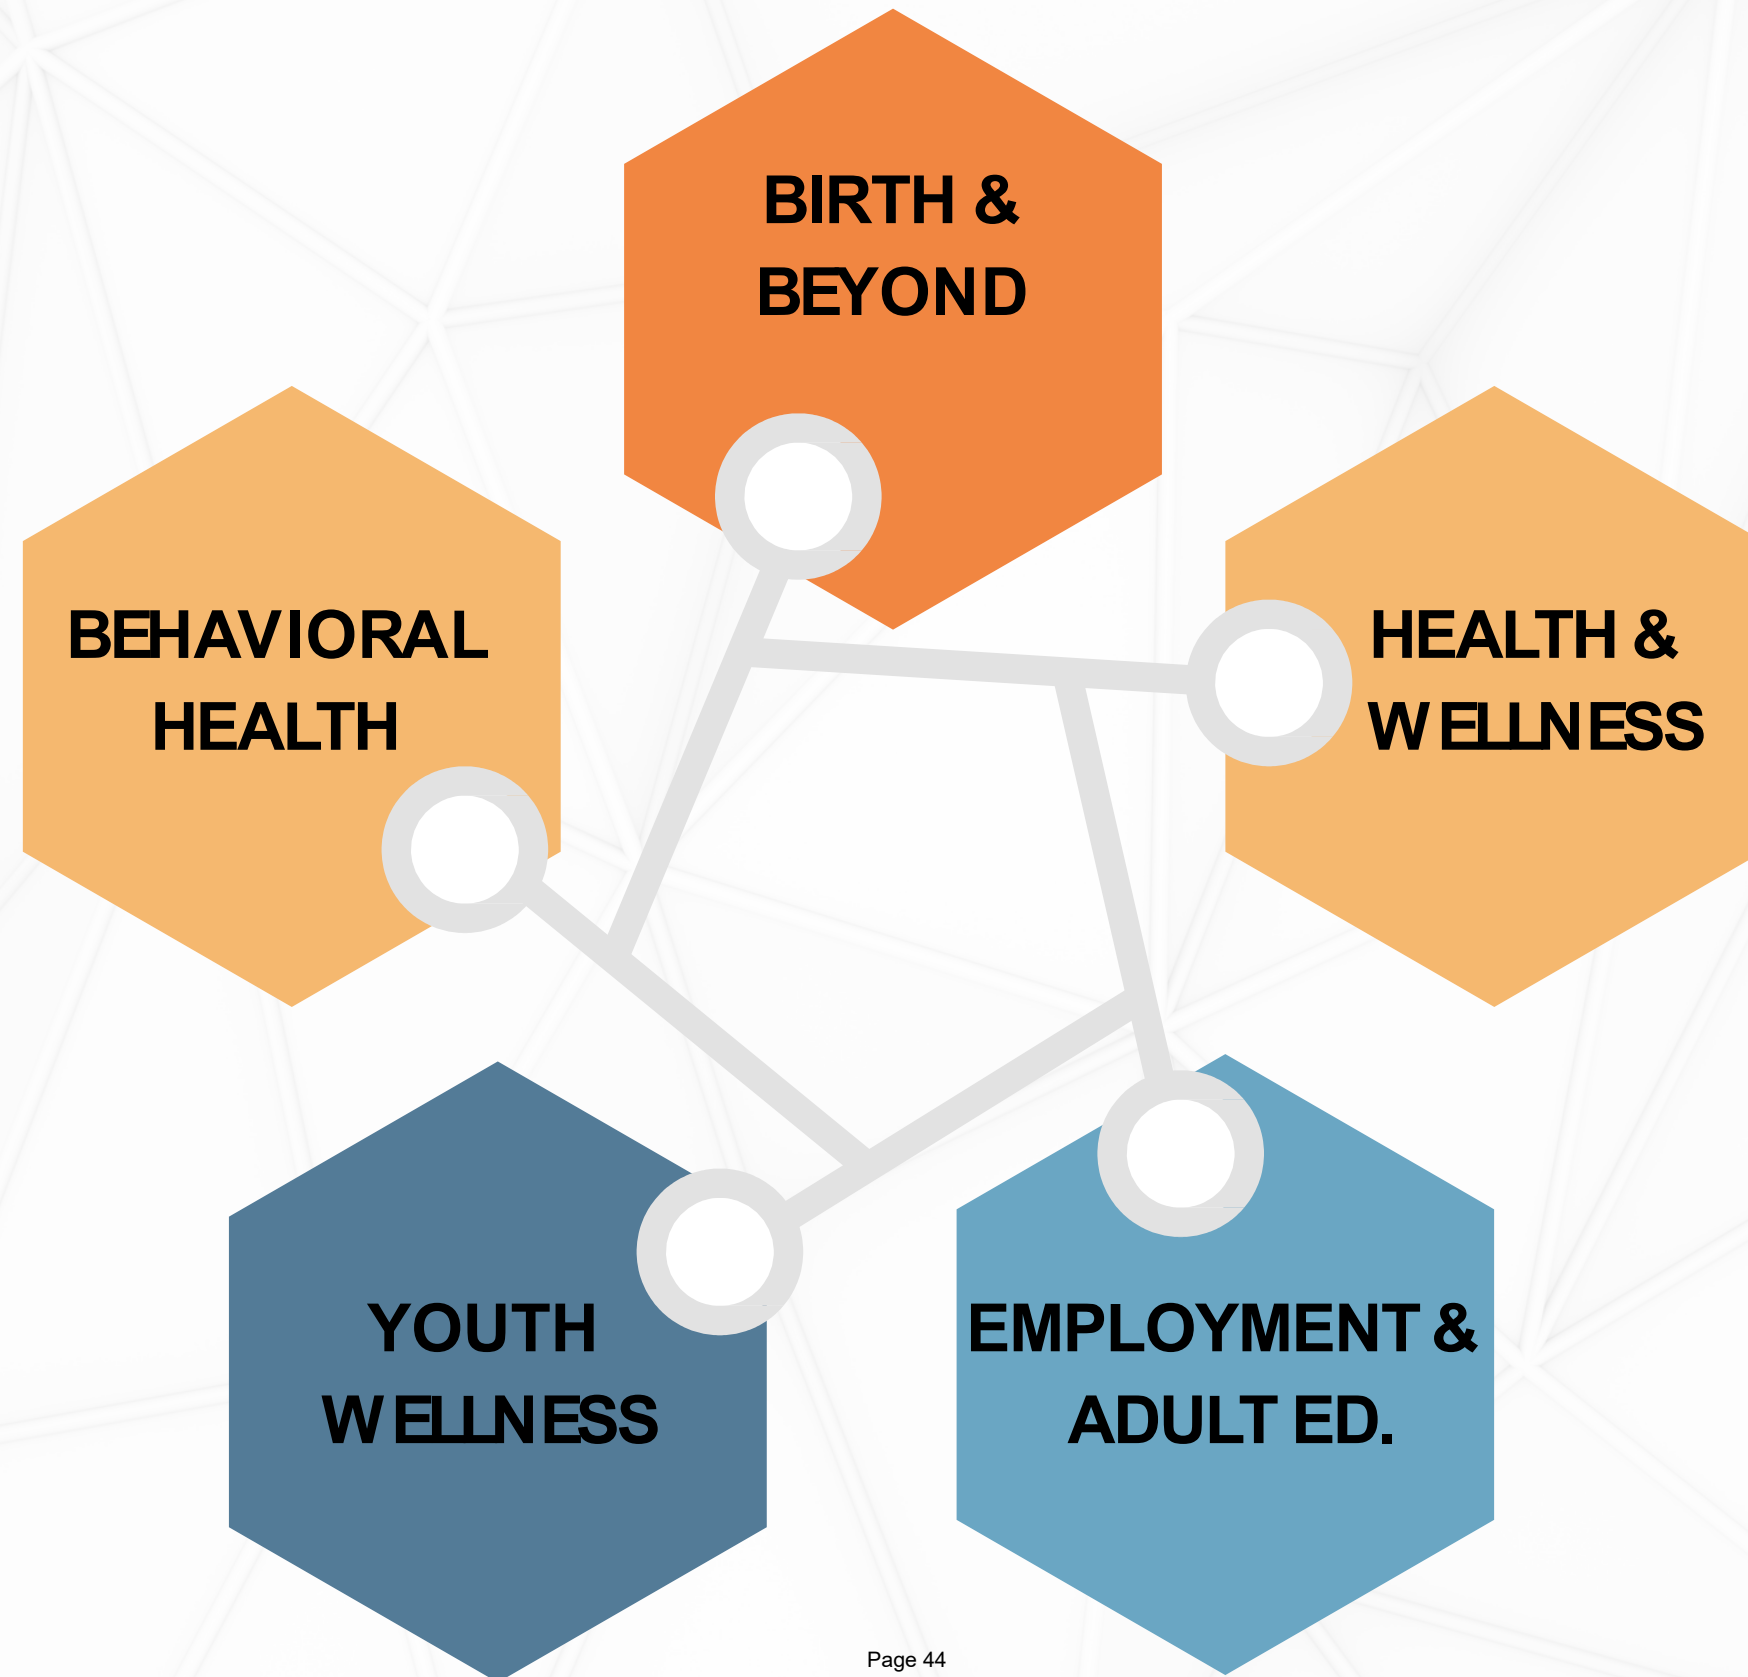 BIRTH &
BEYOND
BEHAVIORAL
HEALTH
HEALTH &
WELLNESS
YOUTH
WELLNESS
EMPLOYMENT &
ADULT ED.
Page 44